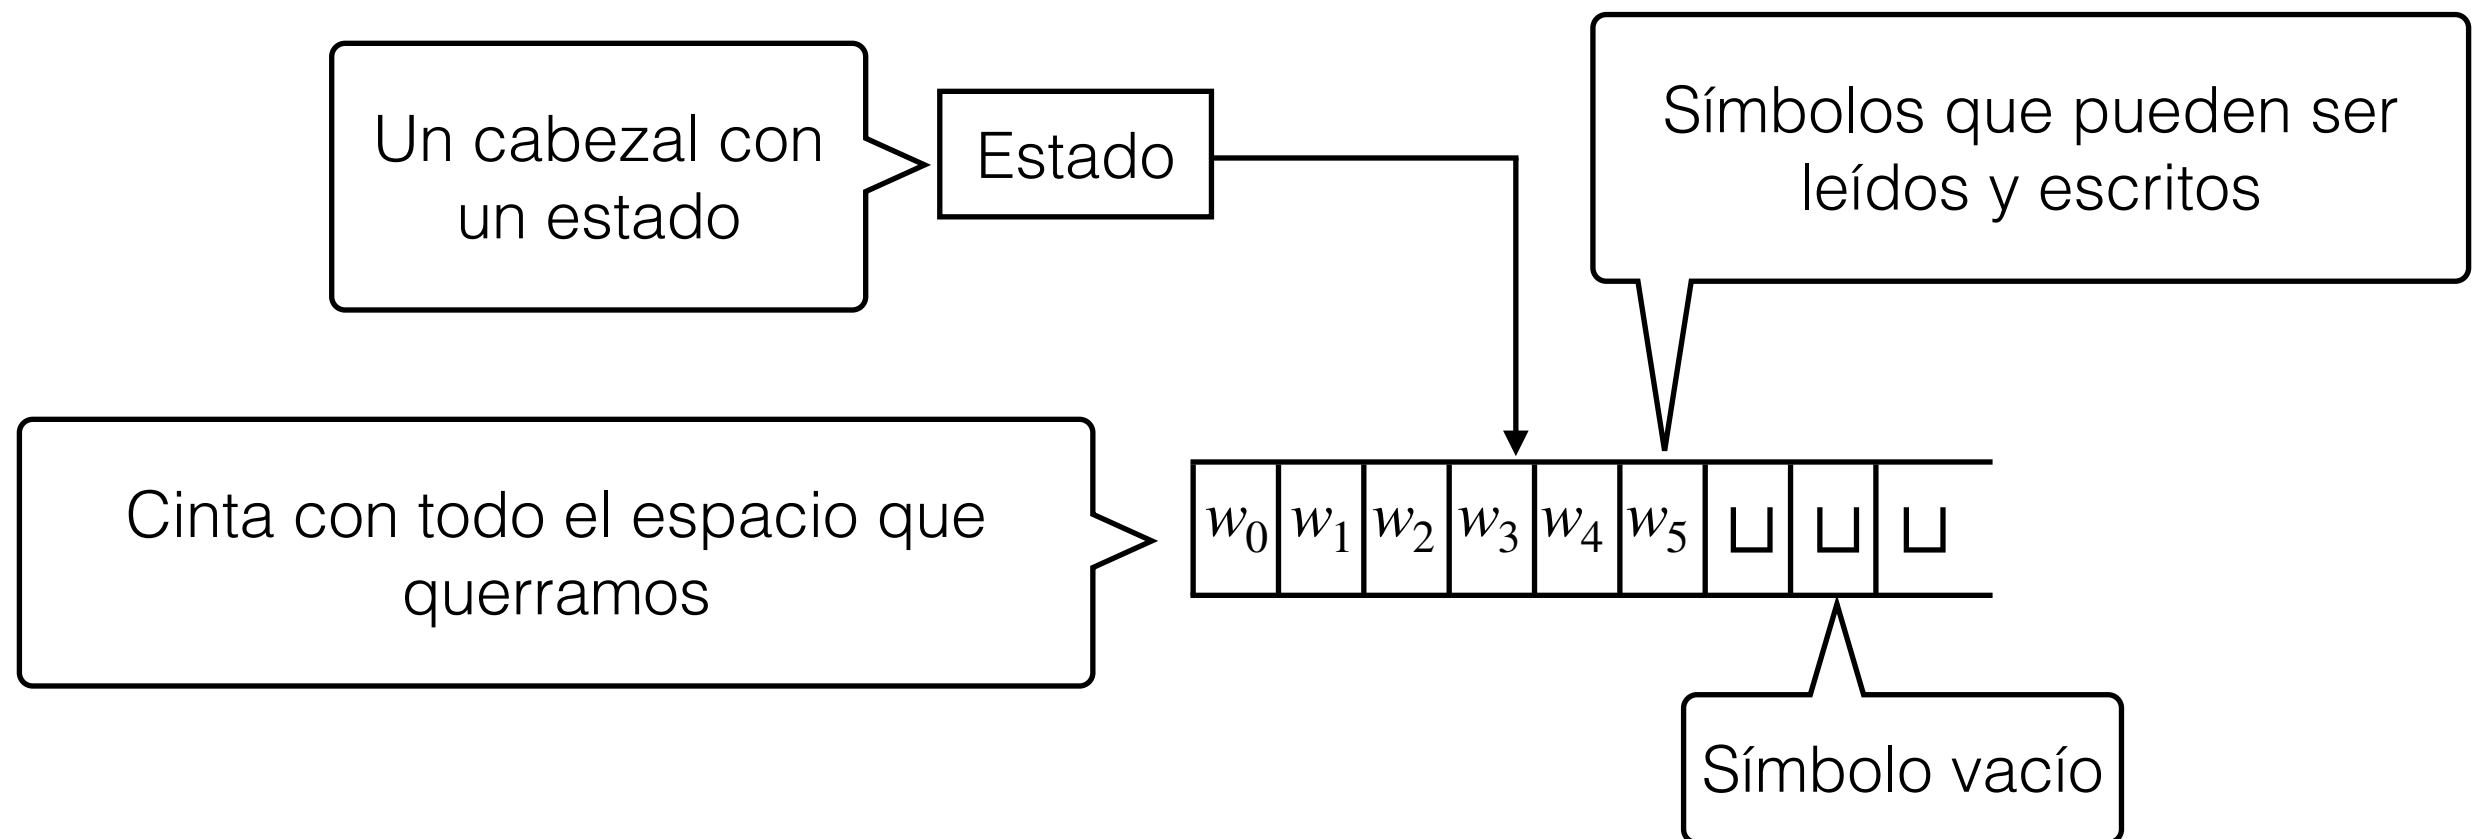 Un cabezal con
un estado
Estado
Símbolos que pueden ser
leídos y escritos
Cinta con todo el espacio que
querramos
w₀ w₁ w₂ w₃ w₄ w₅ ⊔ ⊔ ⊔
Símbolo vacío